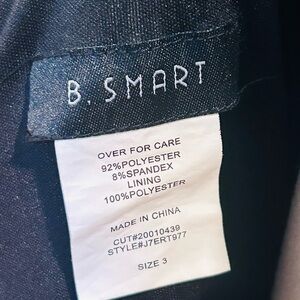 B. SMART
OVER FOR CARE
92%POLYESTER
8%SPANDEX
LINING
100%POLYESTER
MADE IN CHINA
CUT#20010439
STYLE#J7ERT977
SIZE 3